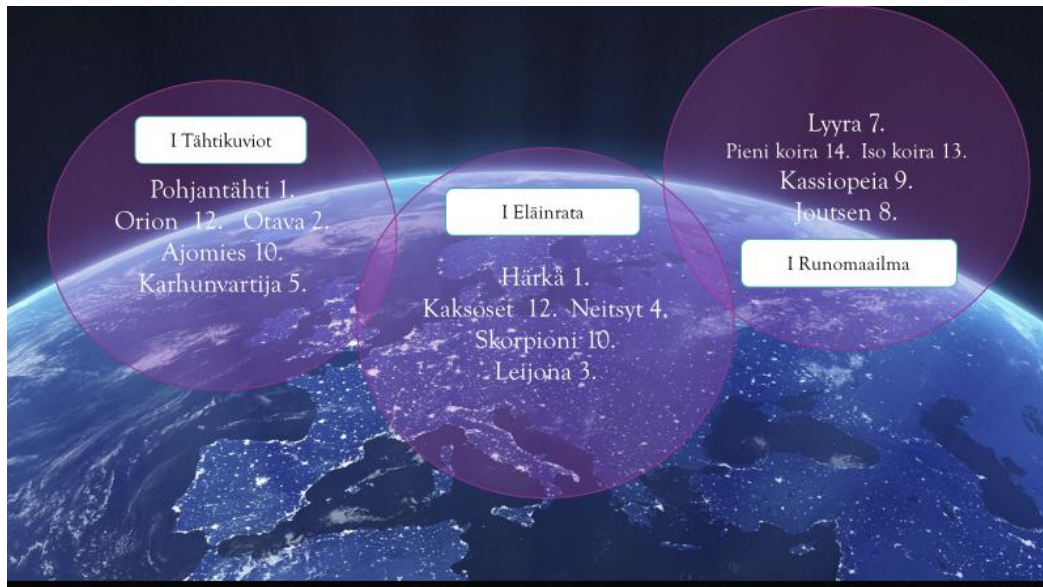 I Tähtikuviot
Pohjantähti 1.
Orion 12. Otava 2.
Ajomies 10.
Karhunvartija 5.
I Eläinrata
Härkä 1.
Kaksoset 12. Neitsyt 4.
Skorpioni 10.
Leijona 3.
Lyyra 7.
Pieni koira 14. Iso koira 13.
Kassiopeia 9.
Joutsen 8.
I Runomaailma